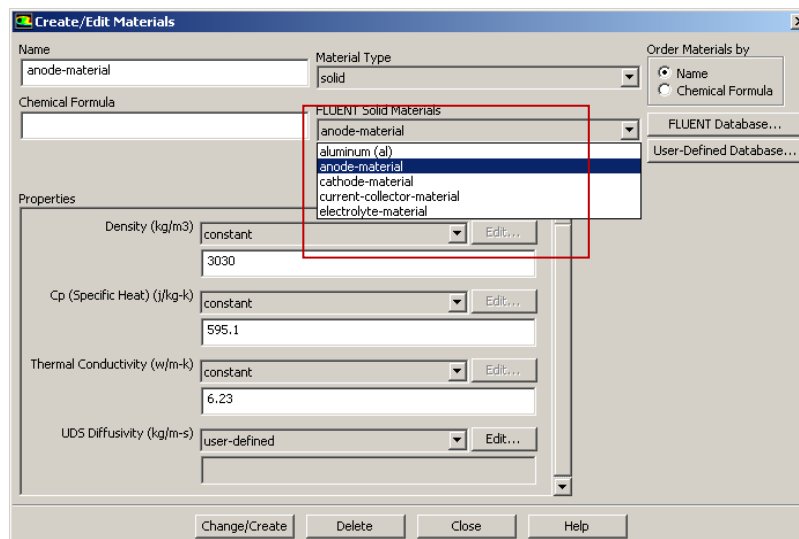 Create/Edit Materials
Name
anode-material
Material Type
solid
Order Materials by
Name
Chemical Formula
Chemical Formula
FLUENT Solid Materials
anode-material
FLUENT Database...
User-Defined Database...
aluminum (al)
anode-material
cathode-material
current-collector-material
electrolyte-material
Properties
Density (kg/m3)
constant
Edit...
3030
Cp (Specific Heat) (j/kg-k)
constant
Edit...
595.1
Thermal Conductivity (w/m-k)
constant
Edit...
6.23
UDS Diffusivity (kg/m-s)
user-defined
Edit...
Change/Create
Delete
Close
Help